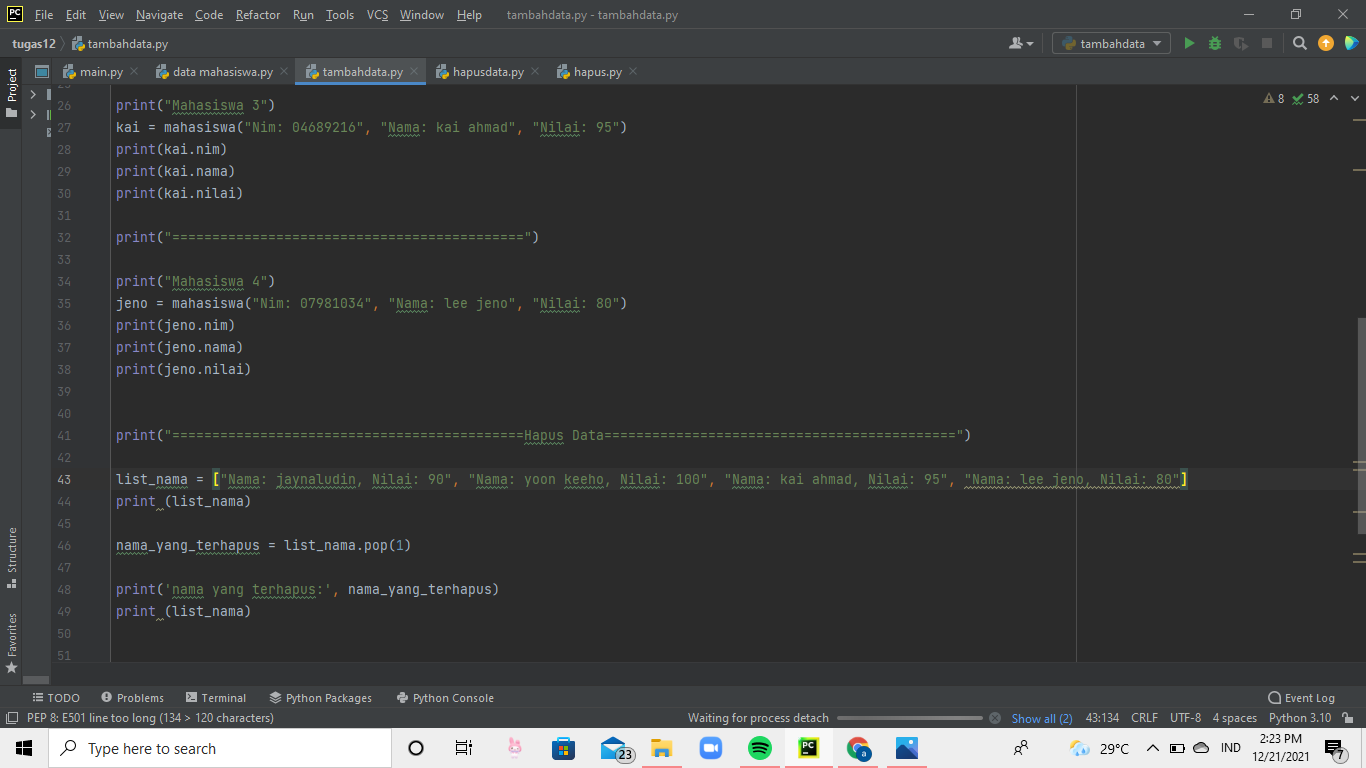 PC File Edit View Navigate Code Refactor Run Tools VCS Window Help tambahdata.py - tambahdata.py
tugas12 tambahdata.py tambahdata
main.py data mahasiswa.py tambahdata.py hapusdata.py hapus.py
Project
8 58
26 print("Mahasiswa 3")
27 kai = mahasiswa("Nim: 04689216", "Nama: kai ahmad", "Nilai: 95")
28 print(kai.nim)
29 print(kai.nama)
30 print(kai.nilai)
31
32 print("============================================")
33
34 print("Mahasiswa 4")
35 jeno = mahasiswa("Nim: 07981034", "Nama: lee jeno", "Nilai: 80")
36 print(jeno.nim)
37 print(jeno.nama)
38 print(jeno.nilai)
39
40
41 print("============================================Hapus Data============================================")
42
43 list_nama = ["Nama: jaynaludin, Nilai: 90", "Nama: yoon keeho, Nilai: 100", "Nama: kai ahmad, Nilai: 95", "Nama: lee jeno, Nilai: 80"]
44 print (list_nama)
45
46 nama_yang_terhapus = list_nama.pop(1)
47
48 print('nama yang terhapus:', nama_yang_terhapus)
49 print (list_nama)
50
51
Structure
Favorites
TODO Problems Terminal Python Packages Python Console Event Log
PEP 8: E501 line too long (134 > 120 characters) Waiting for process detach Show all (2) 43:134 CRLF UTF-8 4 spaces Python 3.10
Type here to search 23 PC a 29°C IND 2:23 PM
12/21/2021 7